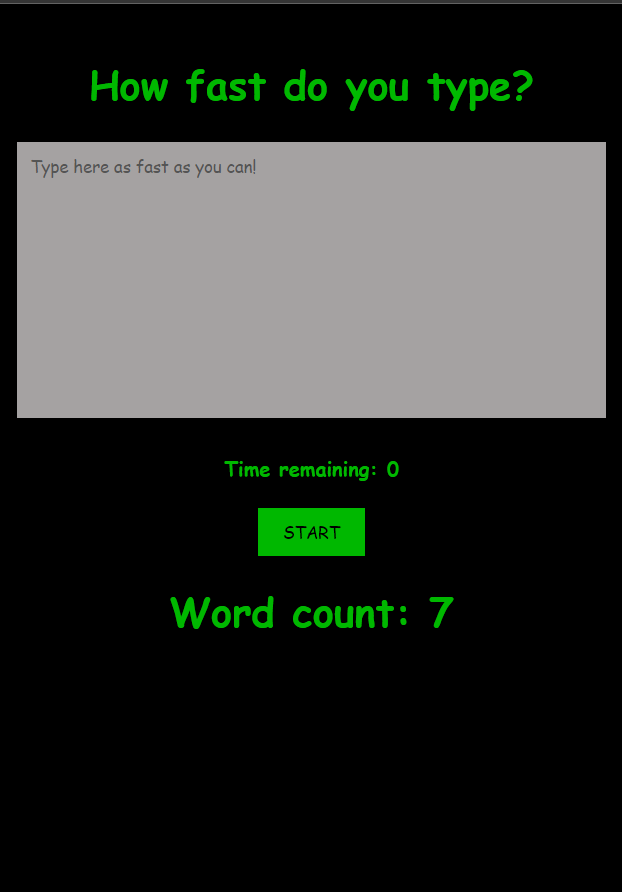 How fast do you type?
Type here as fast as you can!
Time remaining: 0
START
Word count: 7